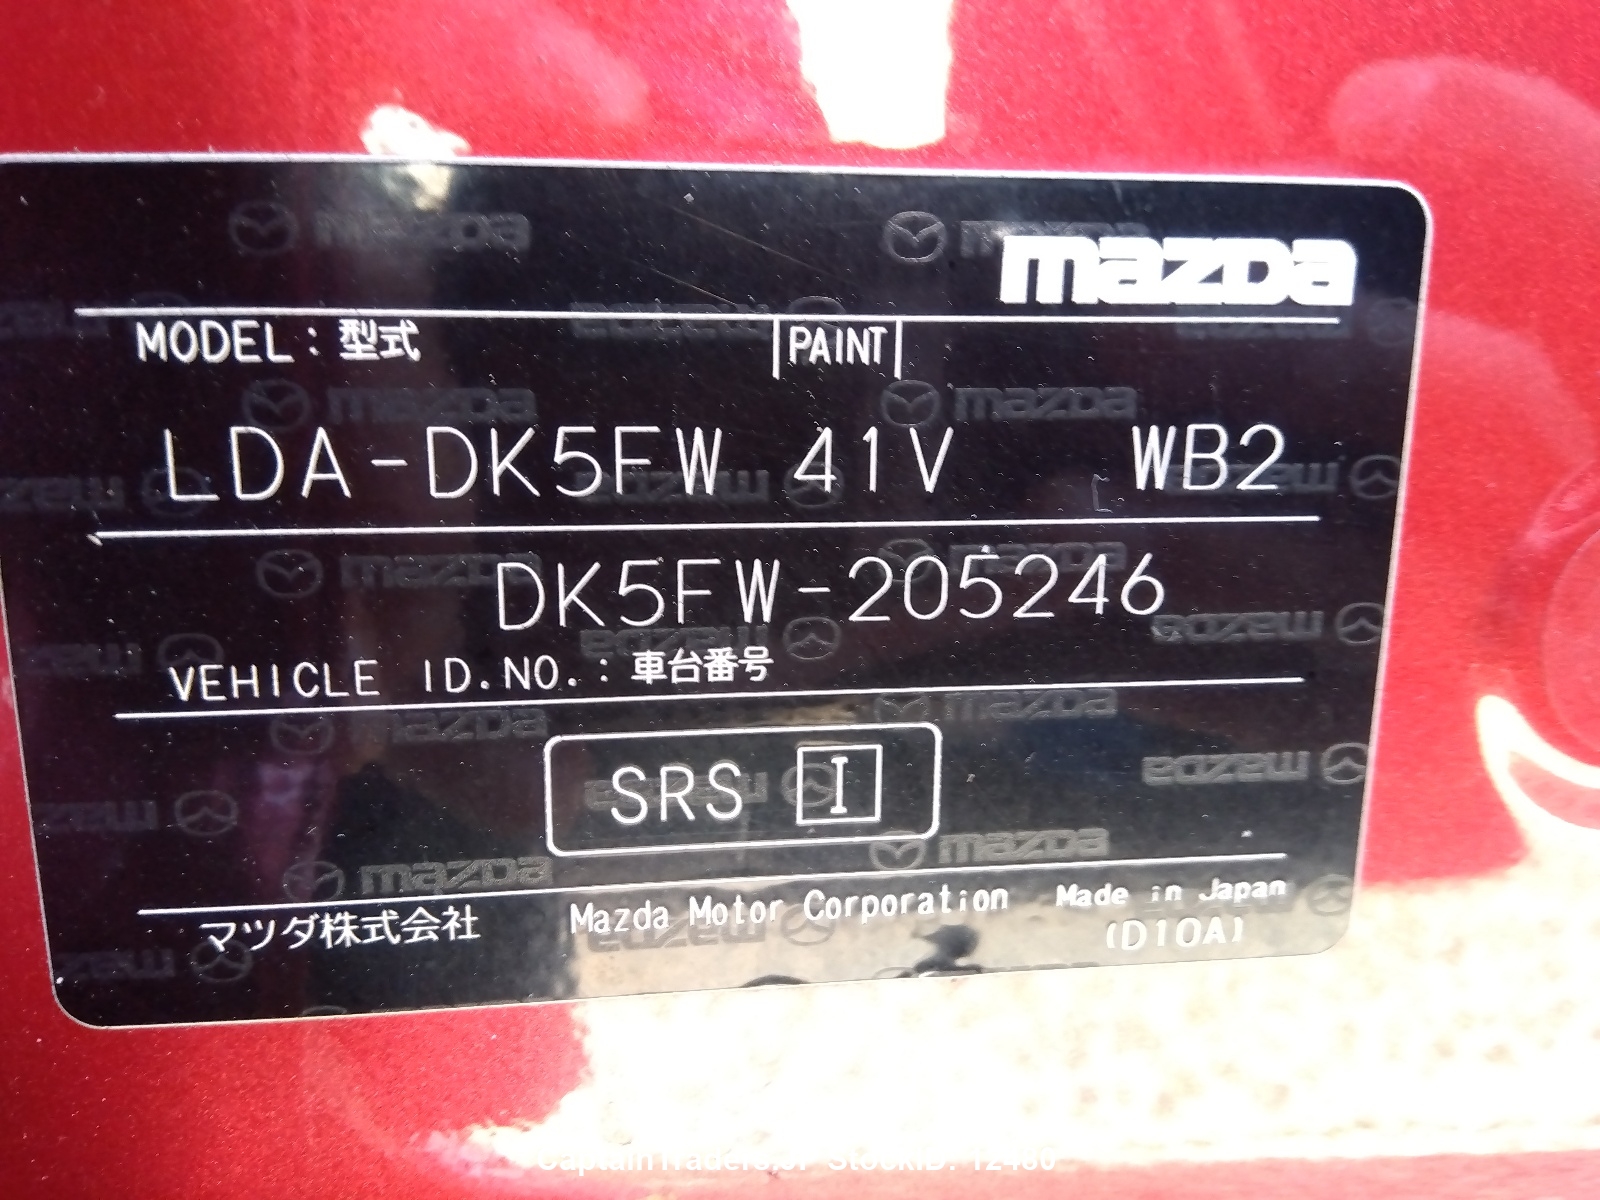 mazda
MODEL : 型式 PAINT
LDA-DK5FW 41V WB2
DK5FW-205246
VEHICLE ID.NO. : 車台番号
SRS I
マツダ株式会社 Mazda Motor Corporation Made in Japan
(D10A)